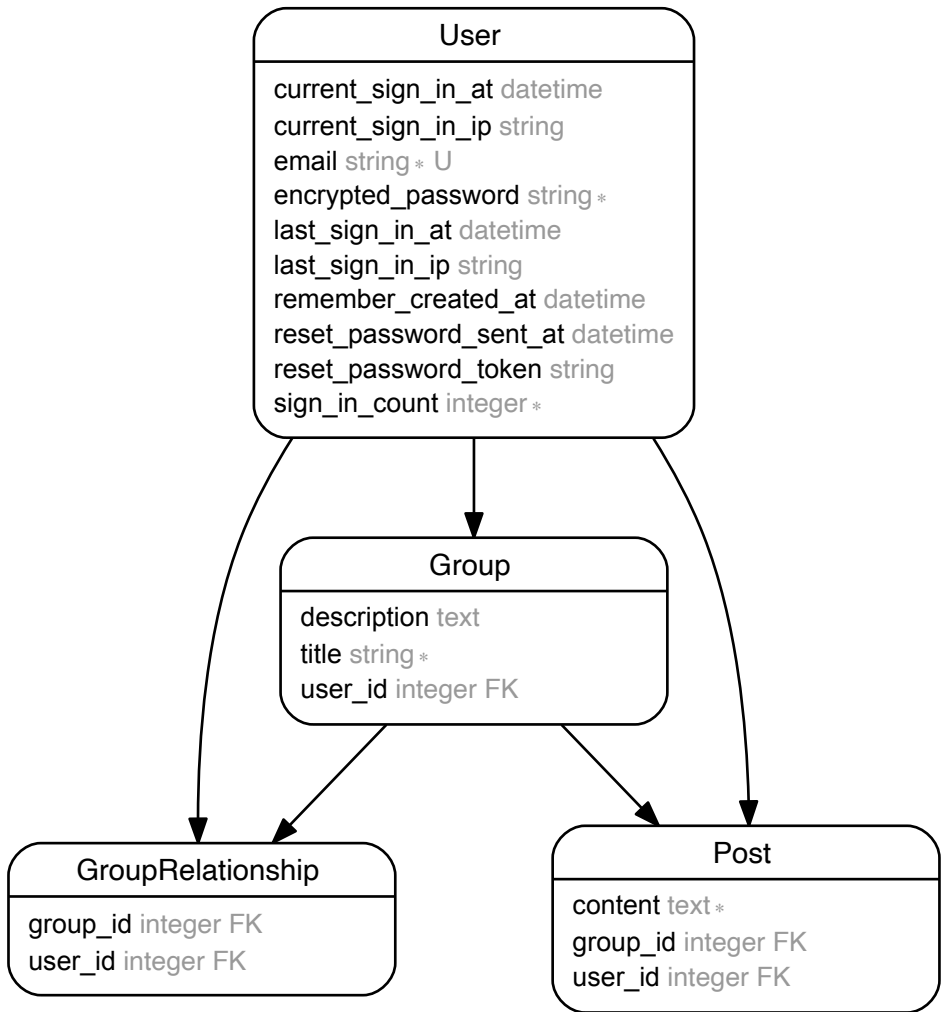 User
current_sign_in_at datetime
current_sign_in_ip string
email string * U
encrypted_password string *
last_sign_in_at datetime
last_sign_in_ip string
remember_created_at datetime
reset_password_sent_at datetime
reset_password_token string
sign_in_count integer *
Group
description text
title string *
user_id integer FK
GroupRelationship
group_id integer FK
user_id integer FK
Post
content text *
group_id integer FK
user_id integer FK